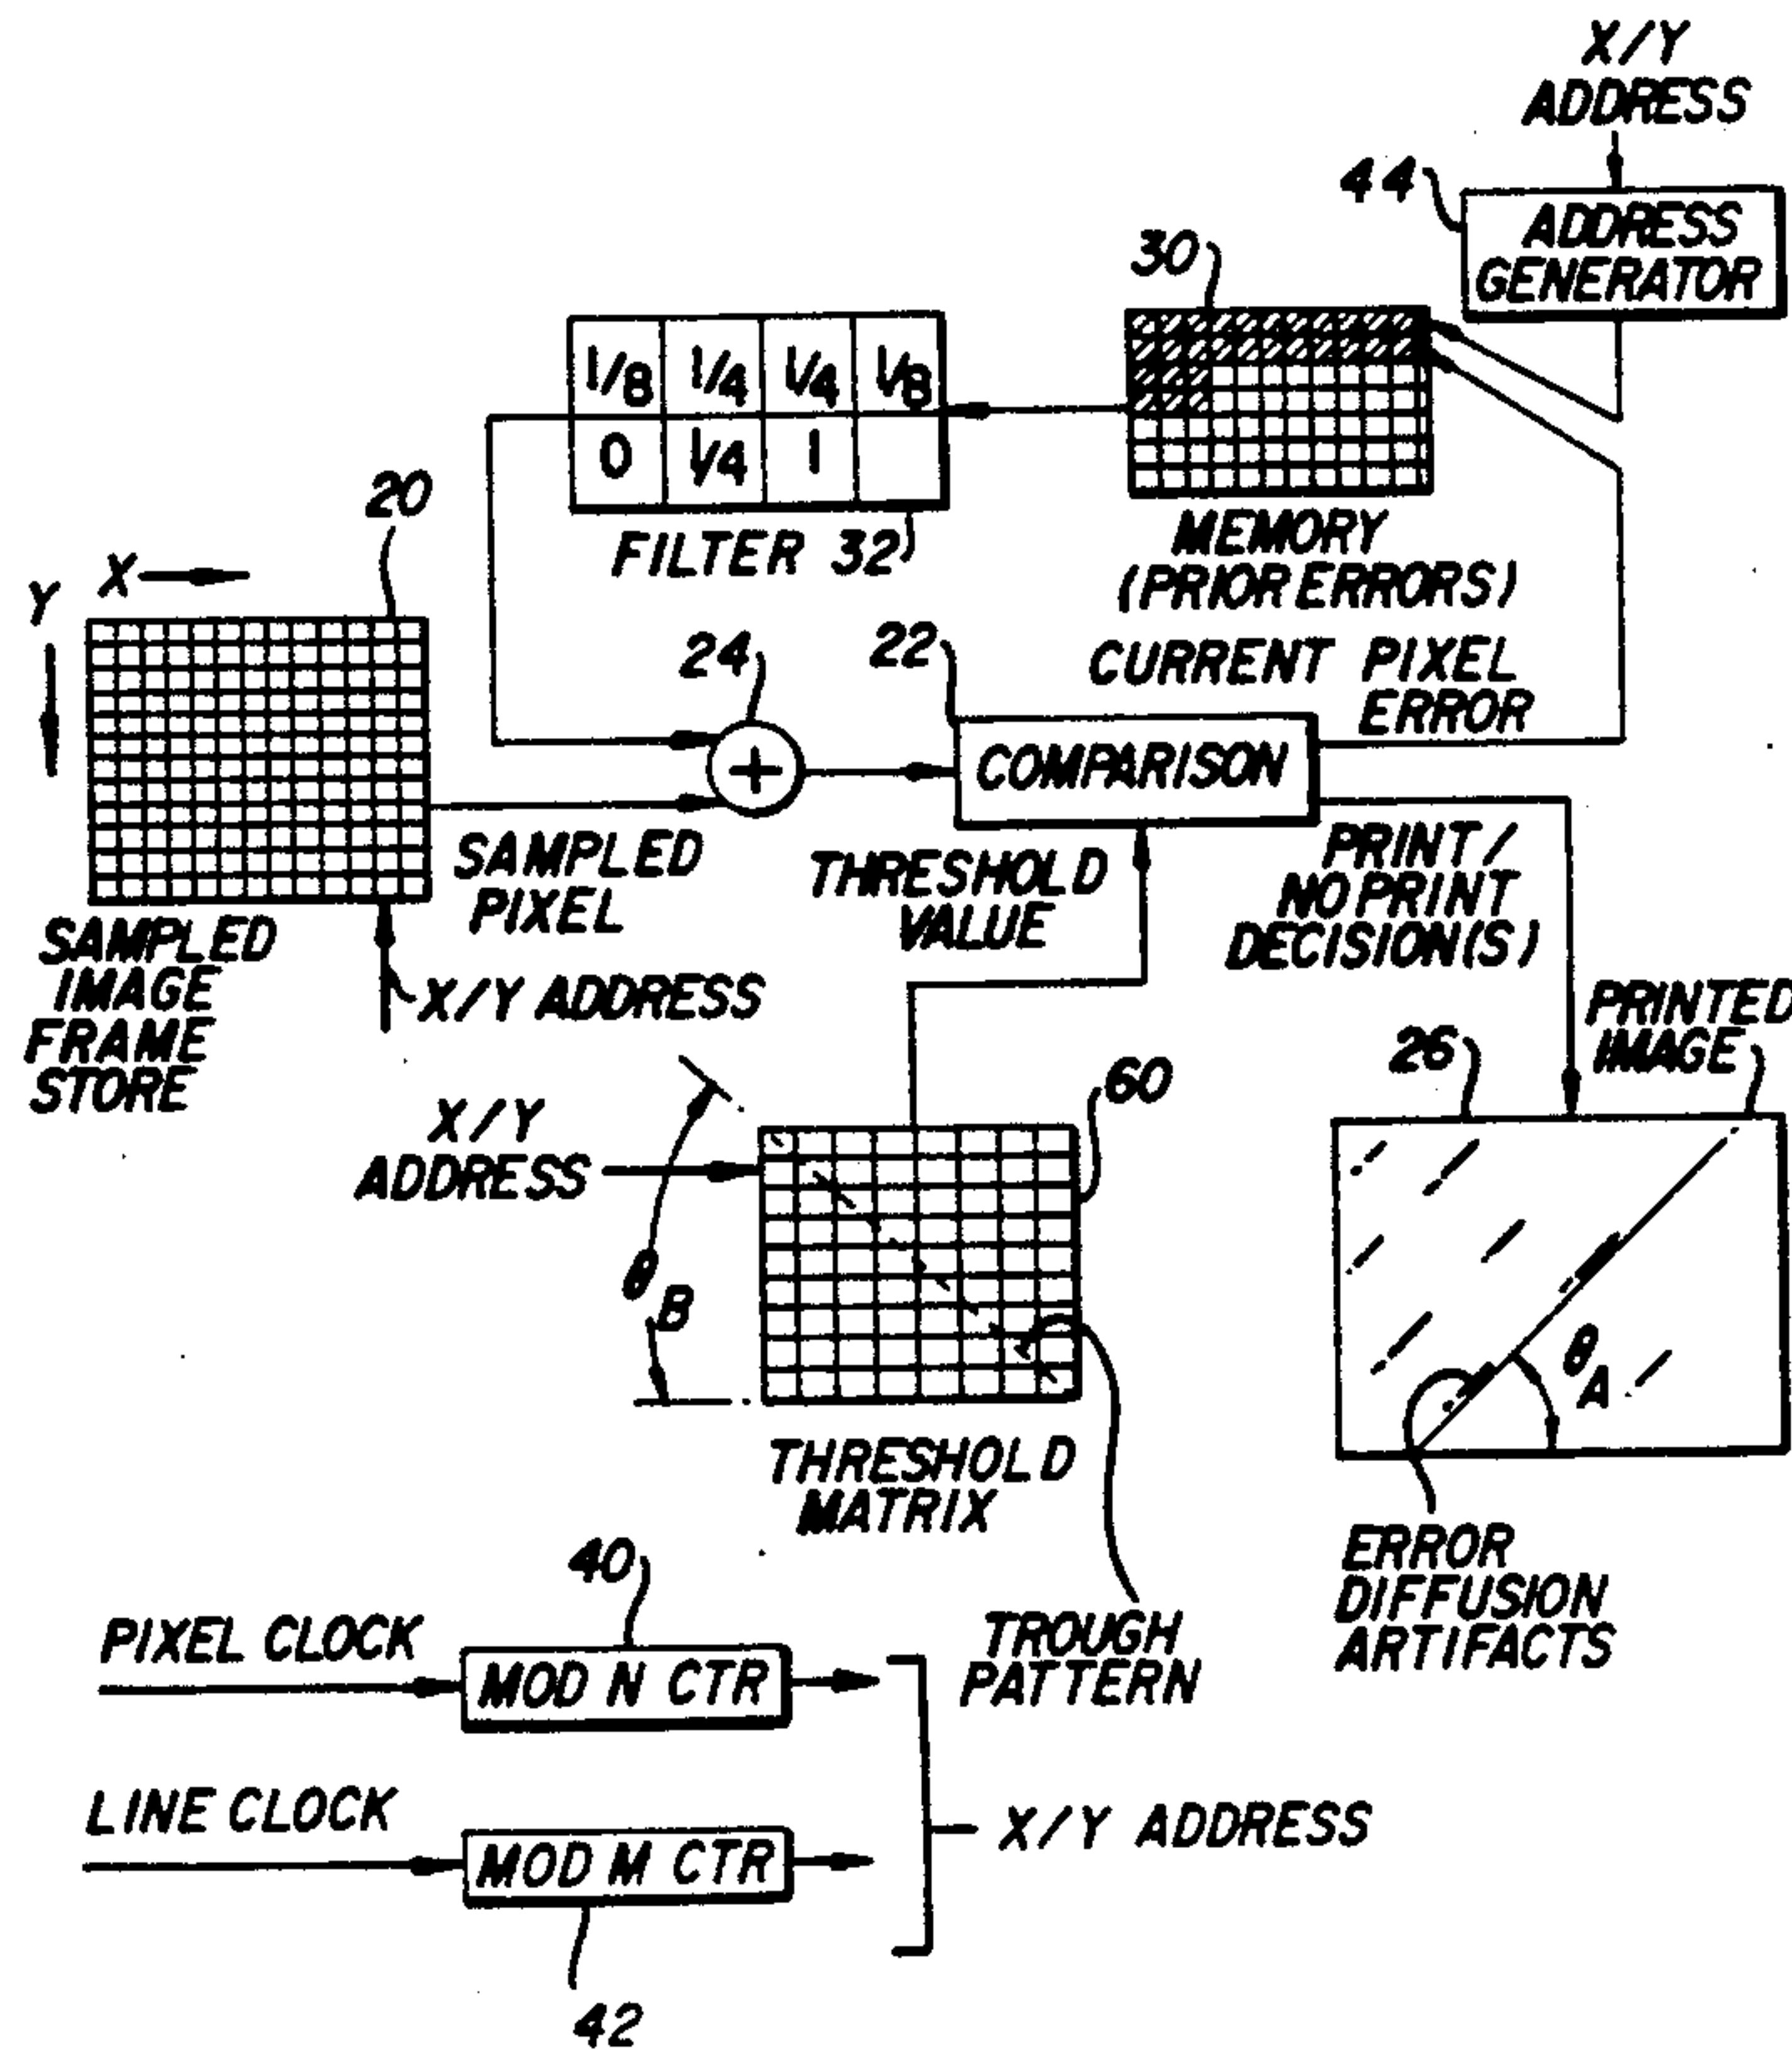 X/Y
ADDRESS
44
ADDRESS
GENERATOR
30
1/8 1/4 1/4 1/8
0 1/4 1
FILTER 32
MEMORY
(PRIOR ERRORS)
20
X
Y
24
22
CURRENT PIXEL
ERROR
COMPARISON
+
SAMPLED
PIXEL
THRESHOLD
VALUE
PRINT/
NO PRINT
DECISION(S)
SAMPLED
IMAGE
FRAME
STORE
X/Y ADDRESS
PRINTED
IMAGE
26
60
X/Y
ADDRESS
θB
θA
THRESHOLD
MATRIX
ERROR
DIFFUSION
ARTIFACTS
TROUGH
PATTERN
40
PIXEL CLOCK
MOD N CTR
LINE CLOCK
MOD M CTR
X/Y ADDRESS
42